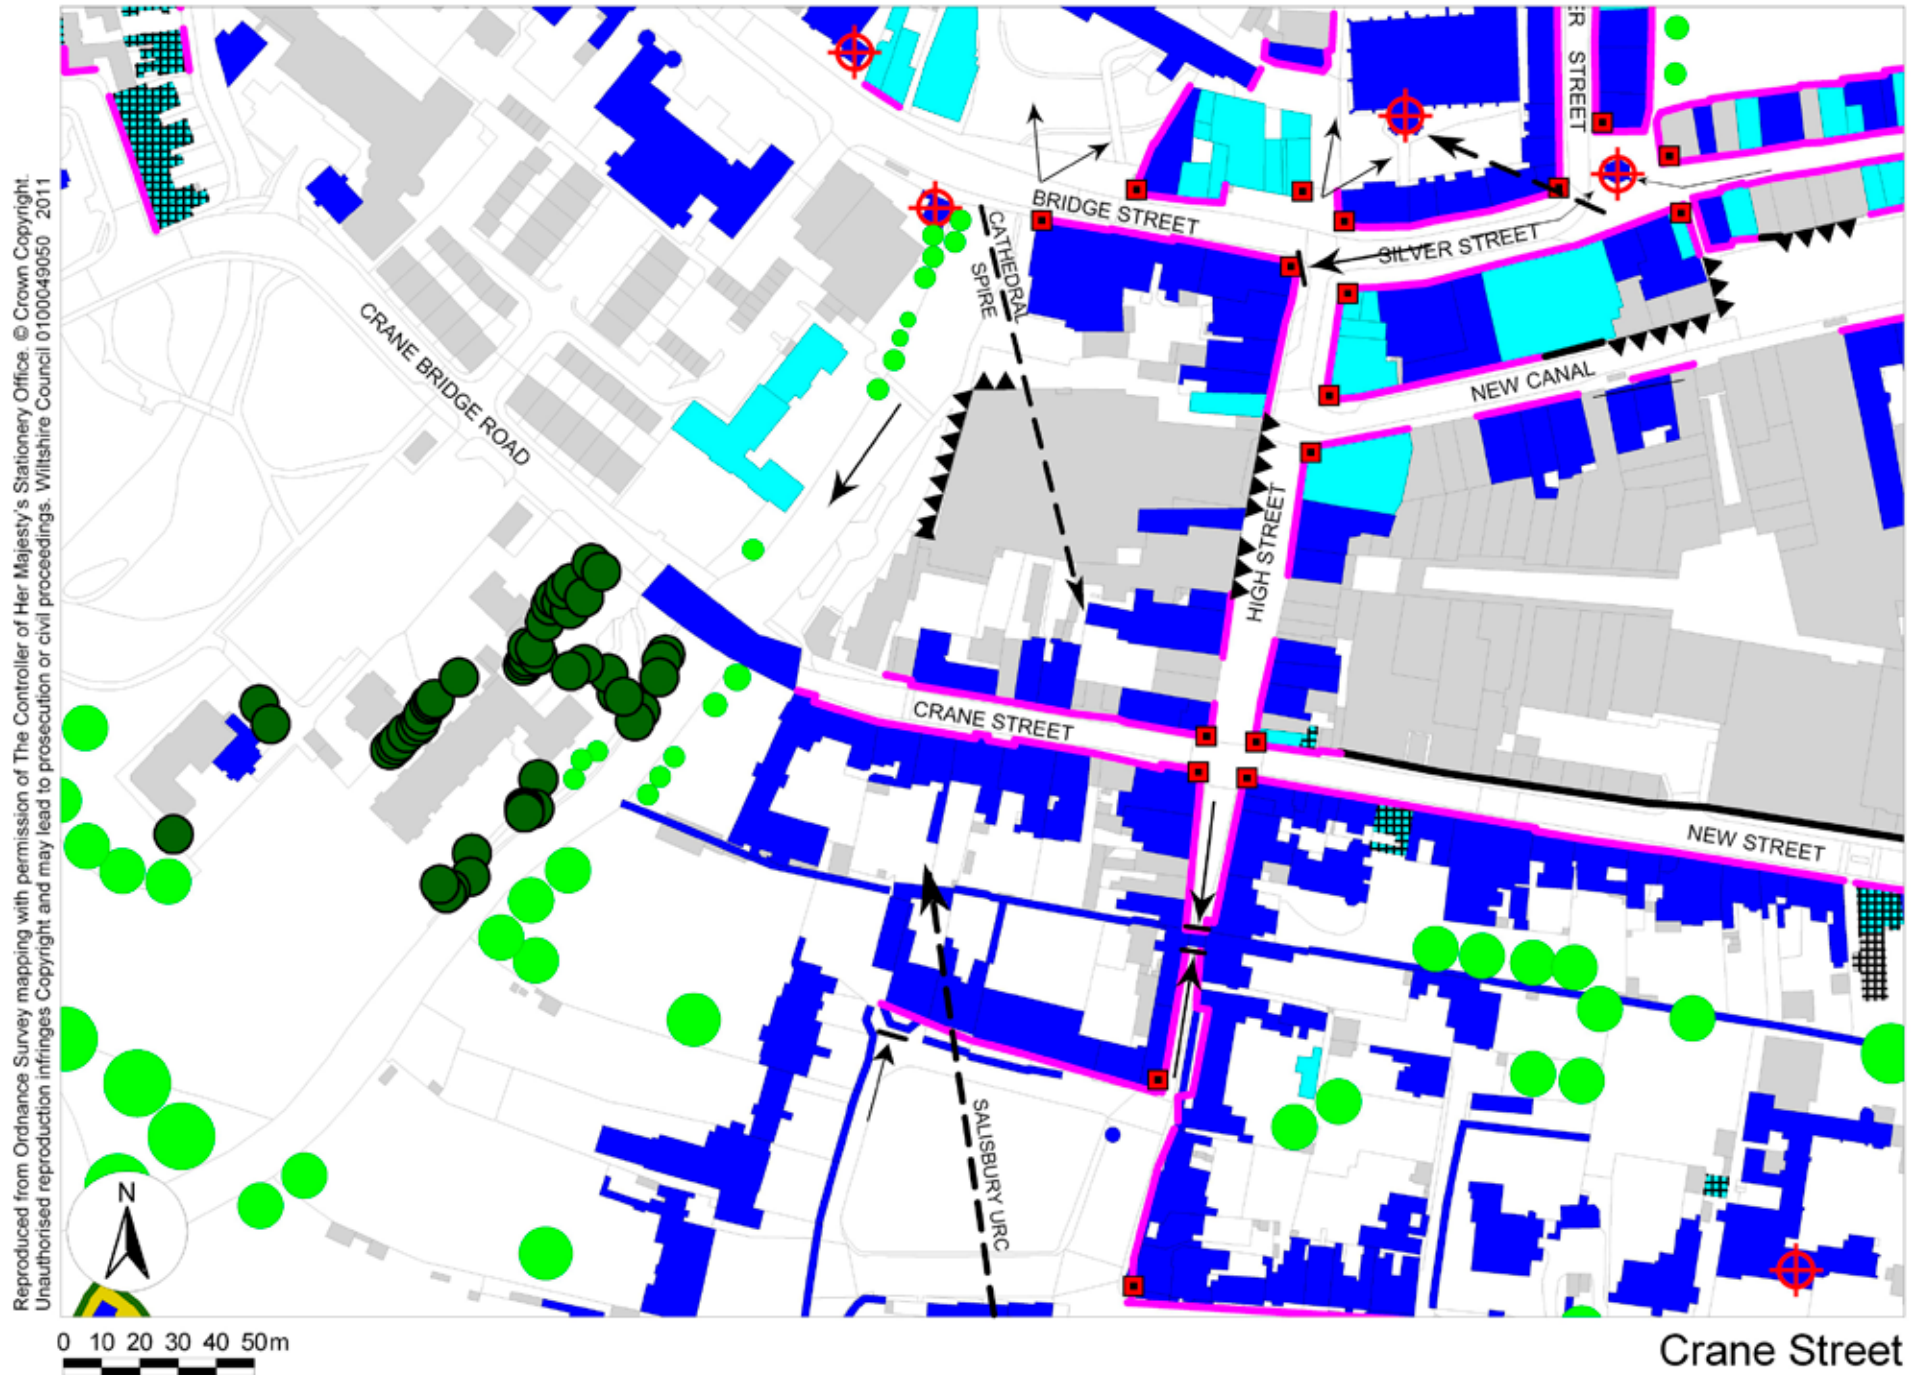 Reproduced from Ordnance Survey mapping with permission of The Controller of Her Majesty's Stationery Office. © Crown Copyright.
Unauthorised reproduction infringes Copyright and may lead to prosecution or civil proceedings. Wiltshire Council 0100049050 2011
ER STREET
BRIDGE STREET
SILVER STREET
CATHEDRAL
SPIRE
CRANE BRIDGE ROAD
NEW CANAL
HIGH STREET
CRANE STREET
NEW STREET
SALISBURY URC
N
0 10 20 30 40 50m
Crane Street